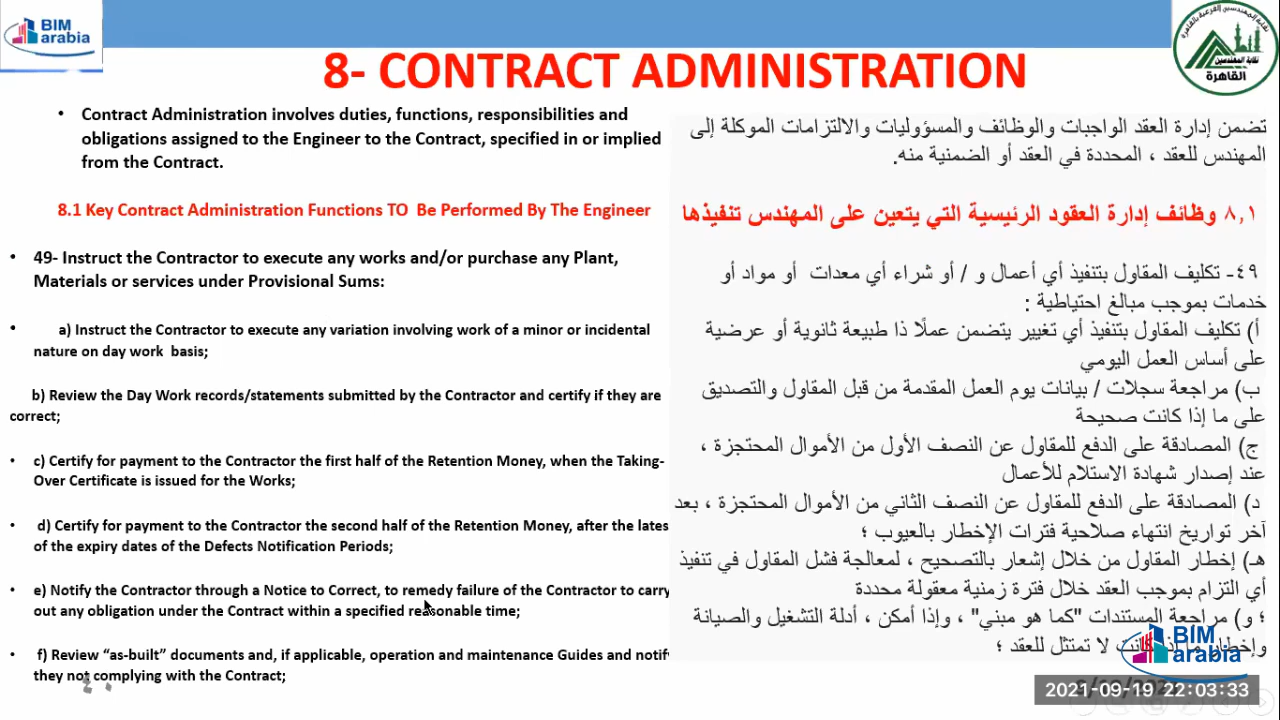 BIM
arabia
نقابة المهندسين الفرعية بالقاهرة
نقابة المهندسين
القاهرة
8- CONTRACT ADMINISTRATION
• Contract Administration involves duties, functions, responsibilities and
obligations assigned to the Engineer to the Contract, specified in or implied
from the Contract.
8.1 Key Contract Administration Functions TO Be Performed By The Engineer
• 49- Instruct the Contractor to execute any works and/or purchase any Plant,
Materials or services under Provisional Sums:
• a) Instruct the Contractor to execute any variation involving work of a minor or incidental
nature on day work basis;
b) Review the Day Work records/statements submitted by the Contractor and certify if they are
correct;
• c) Certify for payment to the Contractor the first half of the Retention Money, when the Taking-
Over Certificate is issued for the Works;
• d) Certify for payment to the Contractor the second half of the Retention Money, after the lates
of the expiry dates of the Defects Notification Periods;
• e) Notify the Contractor through a Notice to Correct, to remedy failure of the Contractor to carry
out any obligation under the Contract within a specified reasonable time;
• f) Review “as-built” documents and, if applicable, operation and maintenance Guides and notify
they not complying with the Contract;
تضمن إدارة العقد الواجبات والوظائف والمسؤوليات والالتزامات الموكلة إلى
المهندس للعقد ، المحددة في العقد أو الضمنية منه.
٨,١ وظائف إدارة العقود الرئيسية التي يتعين على المهندس تنفيذها
٤٩- تكليف المقاول بتنفيذ أي أعمال و / أو شراء أي معدات أو مواد أو
خدمات بموجب مبالغ احتياطية :
أ) تكليف المقاول بتنفيذ أي تغيير يتضمن عملًا ذا طبيعة ثانوية أو عرضية
على أساس العمل اليومي
ب) مراجعة سجلات / بيانات يوم العمل المقدمة من قبل المقاول والتصديق
على ما إذا كانت صحيحة
ج) المصادقة على الدفع للمقاول عن النصف الأول من الأموال المحتجزة ،
عند إصدار شهادة الاستلام للأعمال
د) المصادقة على الدفع للمقاول عن النصف الثاني من الأموال المحتجزة ، بعد
آخر تواريخ انتهاء صلاحية فترات الإخطار بالعيوب ؛
هـ) إخطار المقاول من خلال إشعار بالتصحيح ، لمعالجة فشل المقاول في تنفيذ
أي التزام بموجب العقد خلال فترة زمنية معقولة محددة
؛ و) مراجعة المستندات "كما هو مبني" ، وإذا أمكن ، أدلة التشغيل والصيانة
وإخطار ما إذا كانت لا تمتثل للعقد ؛
BIM
arabia
٤٠
2021-09-19 22:03:33